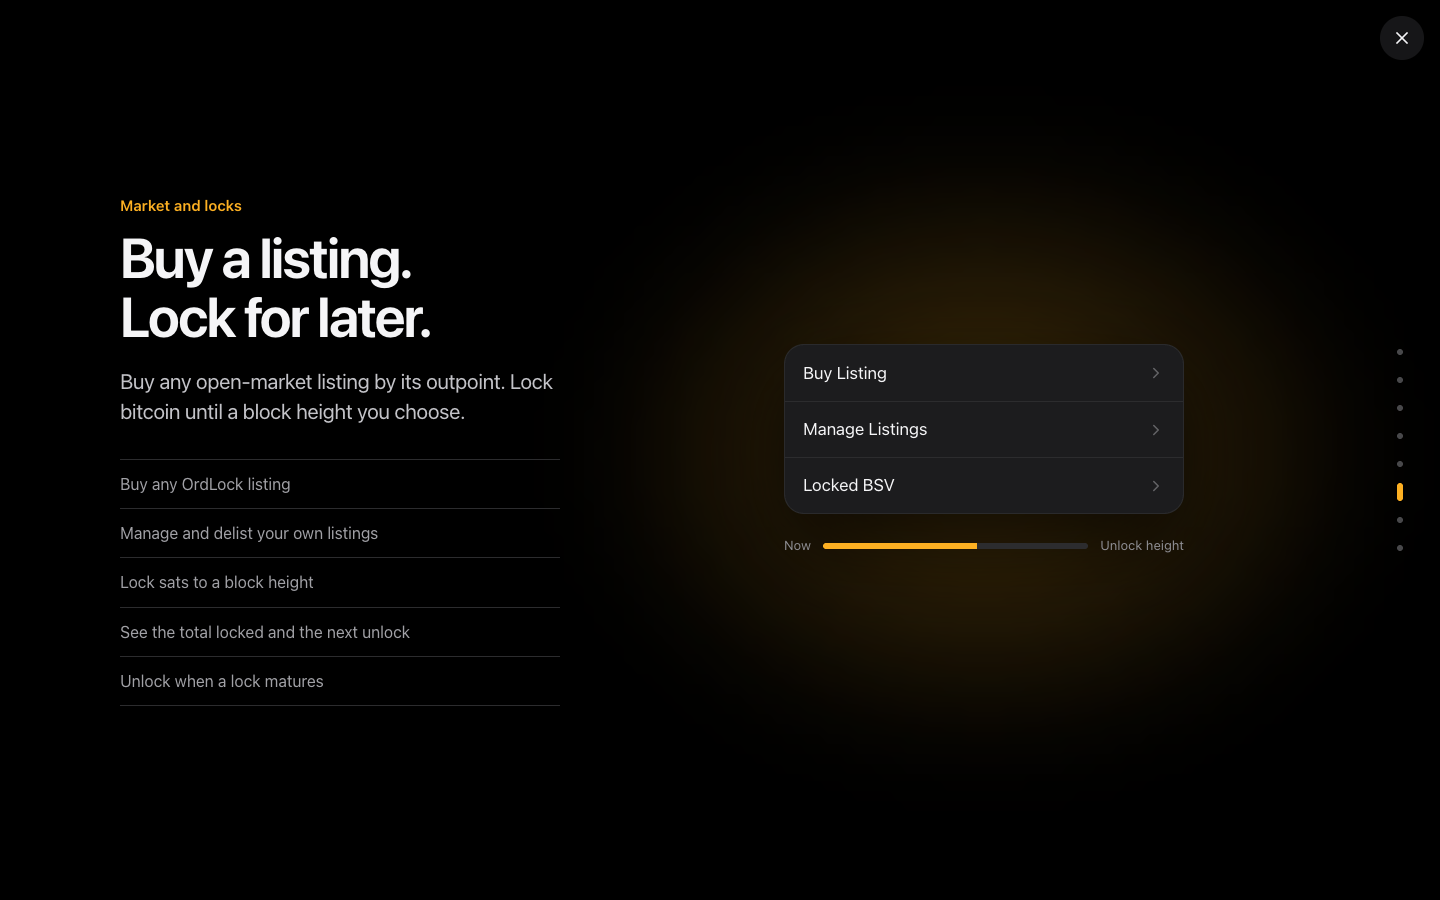 Market and locks
Buy a listing.
Lock for later.
Buy any open-market listing by its outpoint. Lock
bitcoin until a block height you choose.
Buy any OrdLock listing
Manage and delist your own listings
Lock sats to a block height
See the total locked and the next unlock
Unlock when a lock matures
Buy Listing
Manage Listings
Locked BSV
Now
Unlock height